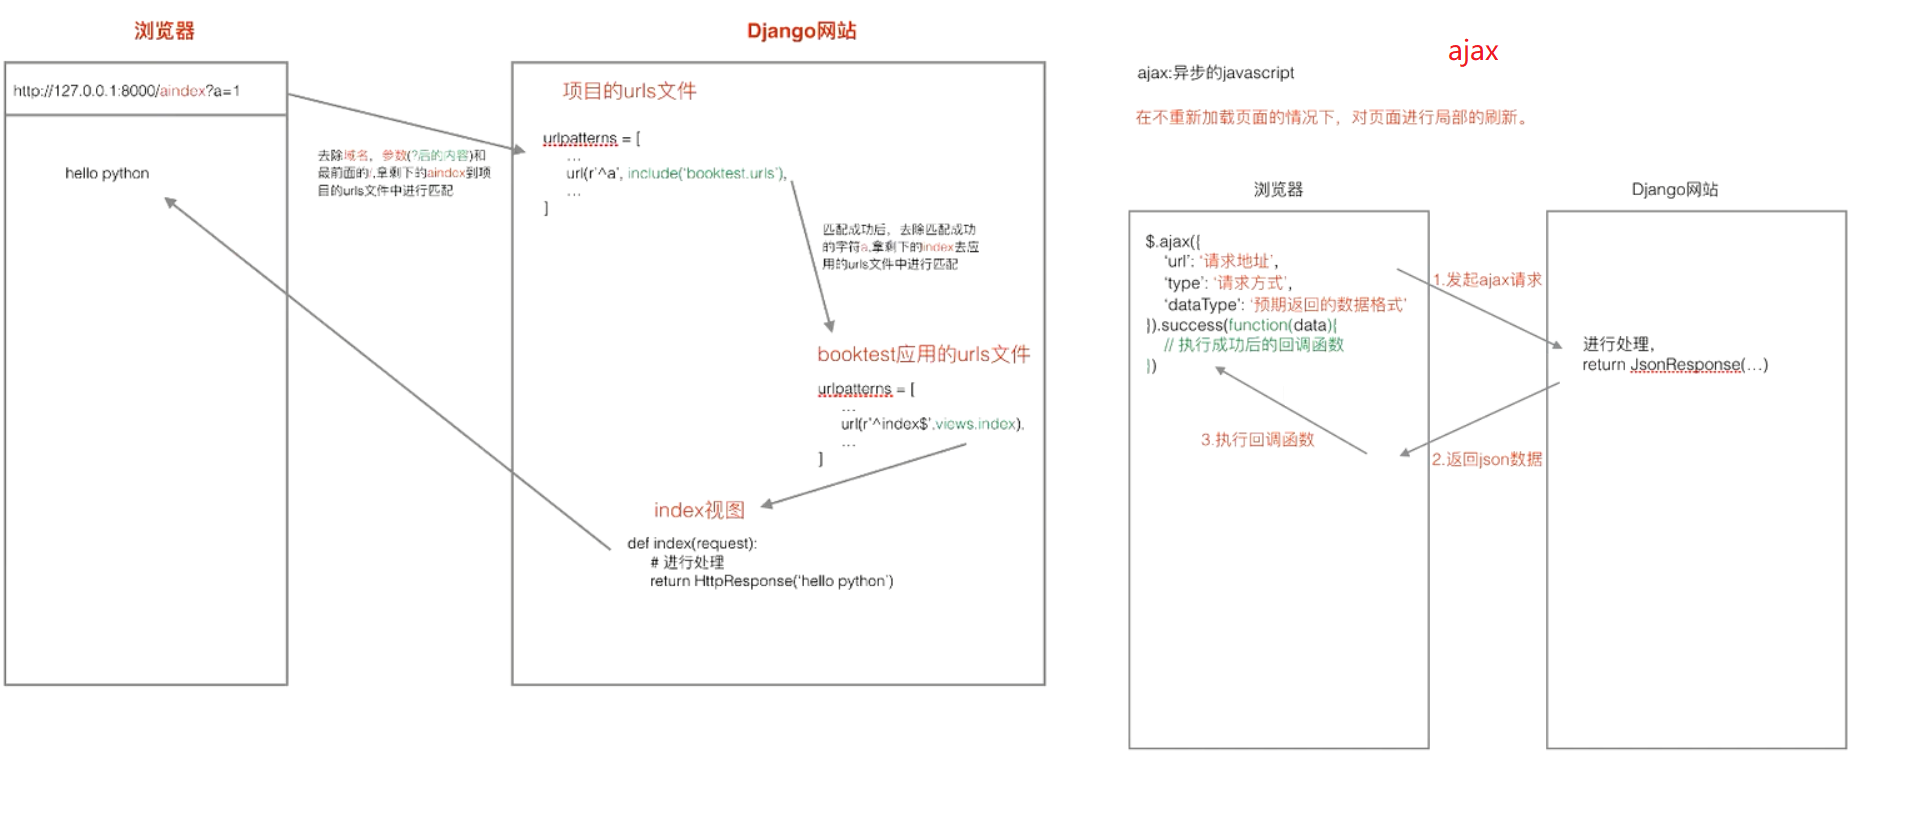 浏览器
http://127.0.0.1:8000/aindex?a=1
hello python
去除域名，参数(?后的内容)和
最前面的/,拿剩下的aindex到项
目的urls文件中进行匹配
Django网站
项目的urls文件
urlpatterns = [
...
url(r'^a', include('booktest.urls'),
...
]
匹配成功后，去除匹配成功
的字符a,拿剩下的index去应
用的urls文件中进行匹配
booktest应用的urls文件
urlpatterns = [
...
url(r'^index$',views.index),
...
]
index视图
def index(request):
# 进行处理
return HttpResponse('hello python')
ajax
ajax:异步的javascript
在不重新加载页面的情况下，对页面进行局部的刷新。
浏览器
$.ajax({
'url': '请求地址',
'type': '请求方式',
'dataType': '预期返回的数据格式'
}).success(function(data){
// 执行成功后的回调函数
})
1.发起ajax请求
Django网站
进行处理,
return JsonResponse(...)
3.执行回调函数
2.返回json数据